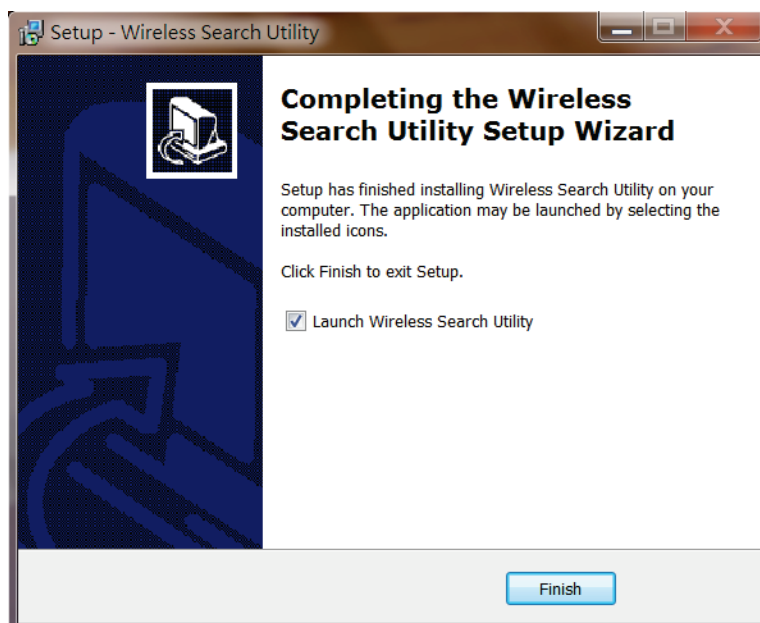 Setup - Wireless Search Utility
Completing the Wireless
Search Utility Setup Wizard
Setup has finished installing Wireless Search Utility on your
computer. The application may be launched by selecting the
installed icons.
Click Finish to exit Setup.
Launch Wireless Search Utility
Finish